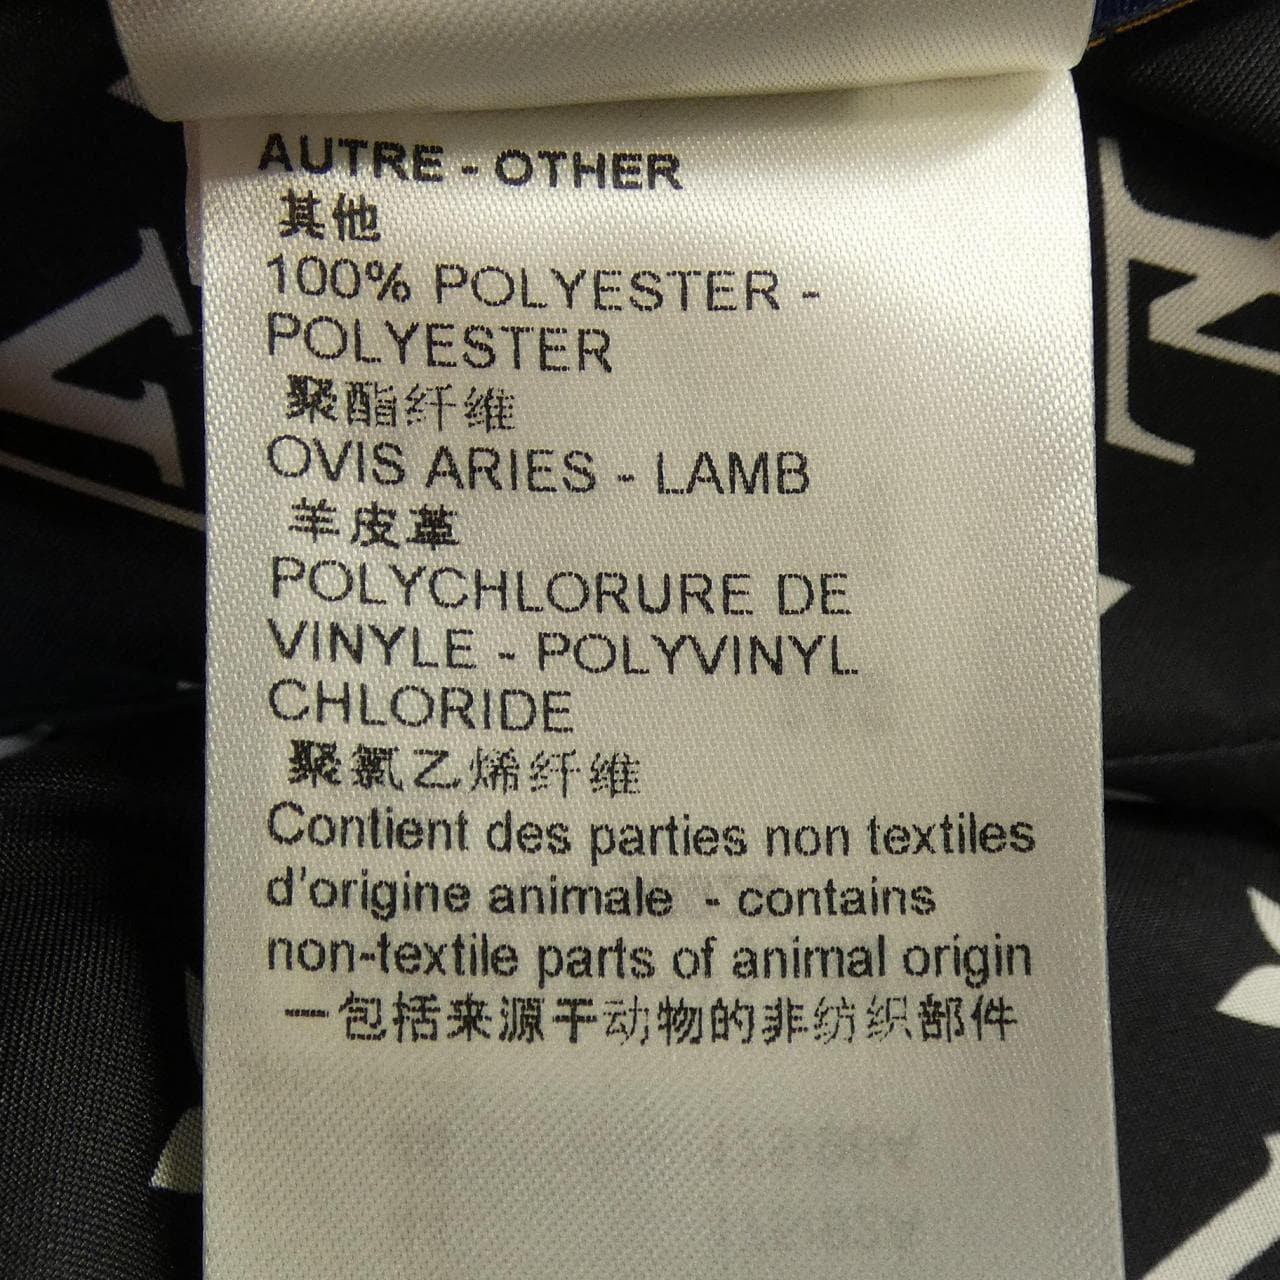 AUTRE - OTHER
其他
100% POLYESTER -
POLYESTER
聚酯纤维
OVIS ARIES - LAMB
羊皮革
POLYCHLORURE DE
VINYLE - POLYVINYL
CHLORIDE
聚氯乙烯纤维
Contient des parties non textiles
d'origine animale - contains
non-textile parts of animal origin
一包括来源于动物的非纺织部件